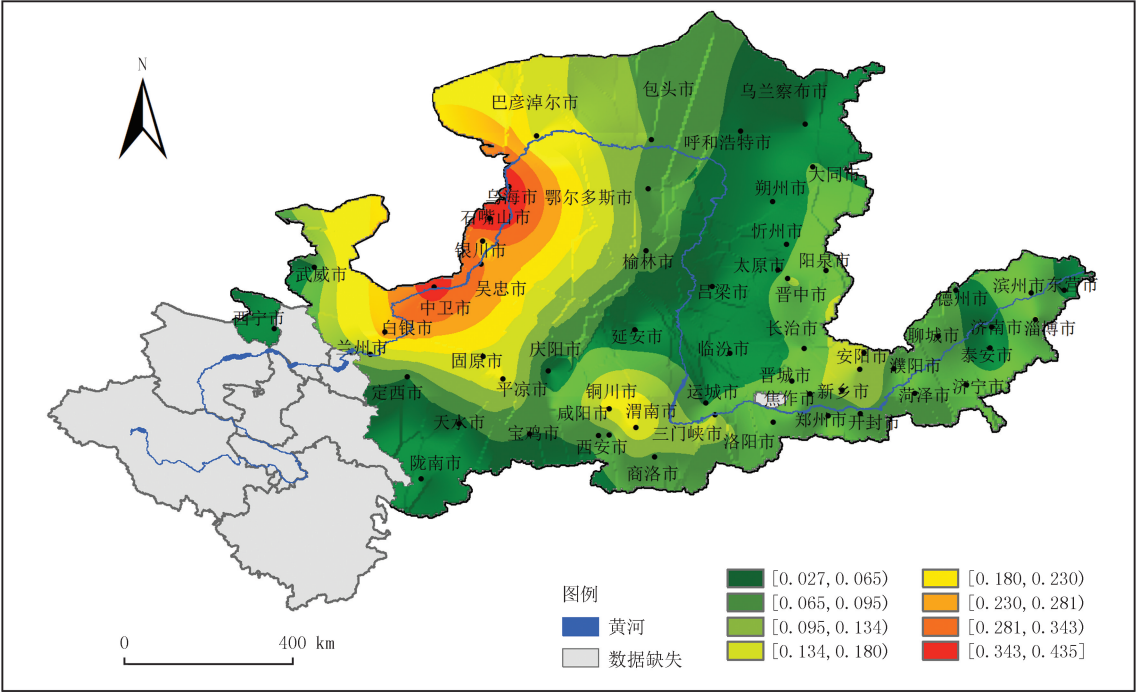 N
包头市
乌兰察布市
巴彦淖尔市
呼和浩特市
大同市
乌海市
鄂尔多斯市
朔州市
石嘴山市
忻州市
银川市
榆林市
太原市
阳泉市
武威市
吴忠市
吕梁市
晋中市
滨州市
东营市
德州市
中卫市
西宁市
白银市
延安市
长治市
聊城市
济南市
淄博市
兰州市
庆阳市
临汾市
安阳市
泰安市
固原市
濮阳市
定西市
平凉市
铜川市
运城市
晋城市
新乡市
济宁市
焦作市
菏泽市
天水市
宝鸡市
咸阳市
渭南市
三门峡市
郑州市
开封市
西安市
洛阳市
陇南市
商洛市
图例
黄河
数据缺失
[0.027,0.065)
[0.065,0.095)
[0.095,0.134)
[0.134,0.180)
[0.180,0.230)
[0.230,0.281)
[0.281,0.343)
[0.343,0.435]
0 400 km